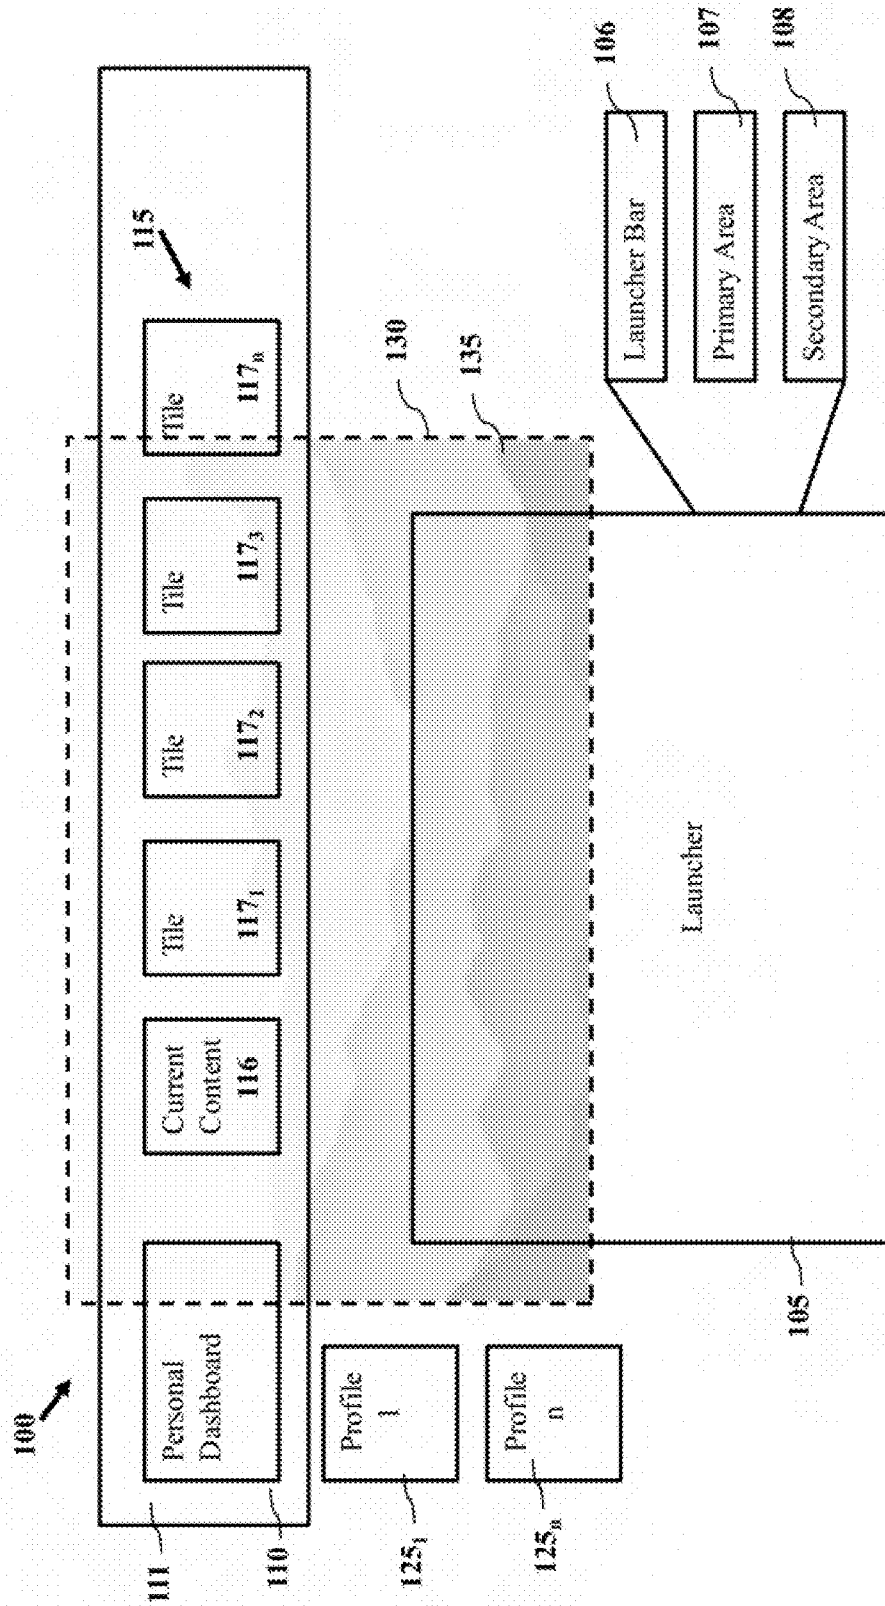 100
111
110
Personal
Dashboard
Current
Content
116
Tile
117₁
Tile
117₂
Tile
117₃
Tile
117ₙ
115
130
135
Profile
1
125₁
Profile
n
125ₙ
Launcher
105
Launcher Bar
106
Primary Area
107
Secondary Area
108